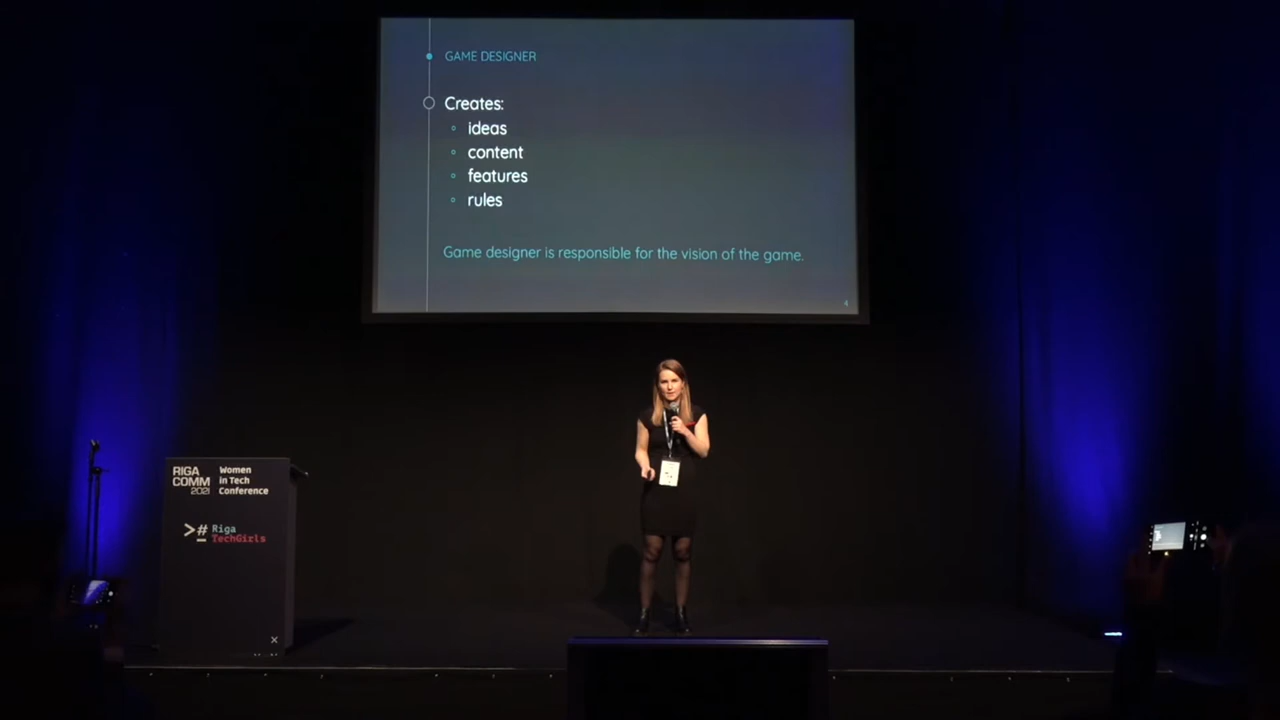 GAME DESIGNER
Creates:
ideas
content
features
rules
Game designer is responsible for the vision of the game.
4
RIGA
COMM
2021
Women
in Tech
Conference
>#
Riga
TechGirls